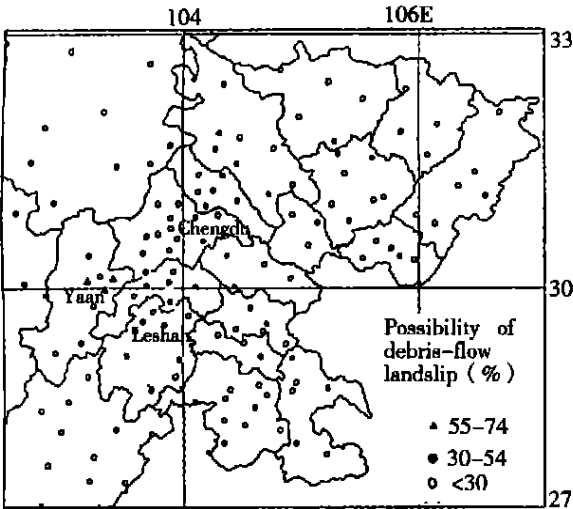 104 106E
33
Chengdu
30
Yaan
Leshan
Possibility of
debris-flow
landslip (%)
55-74
30-54
<30
27